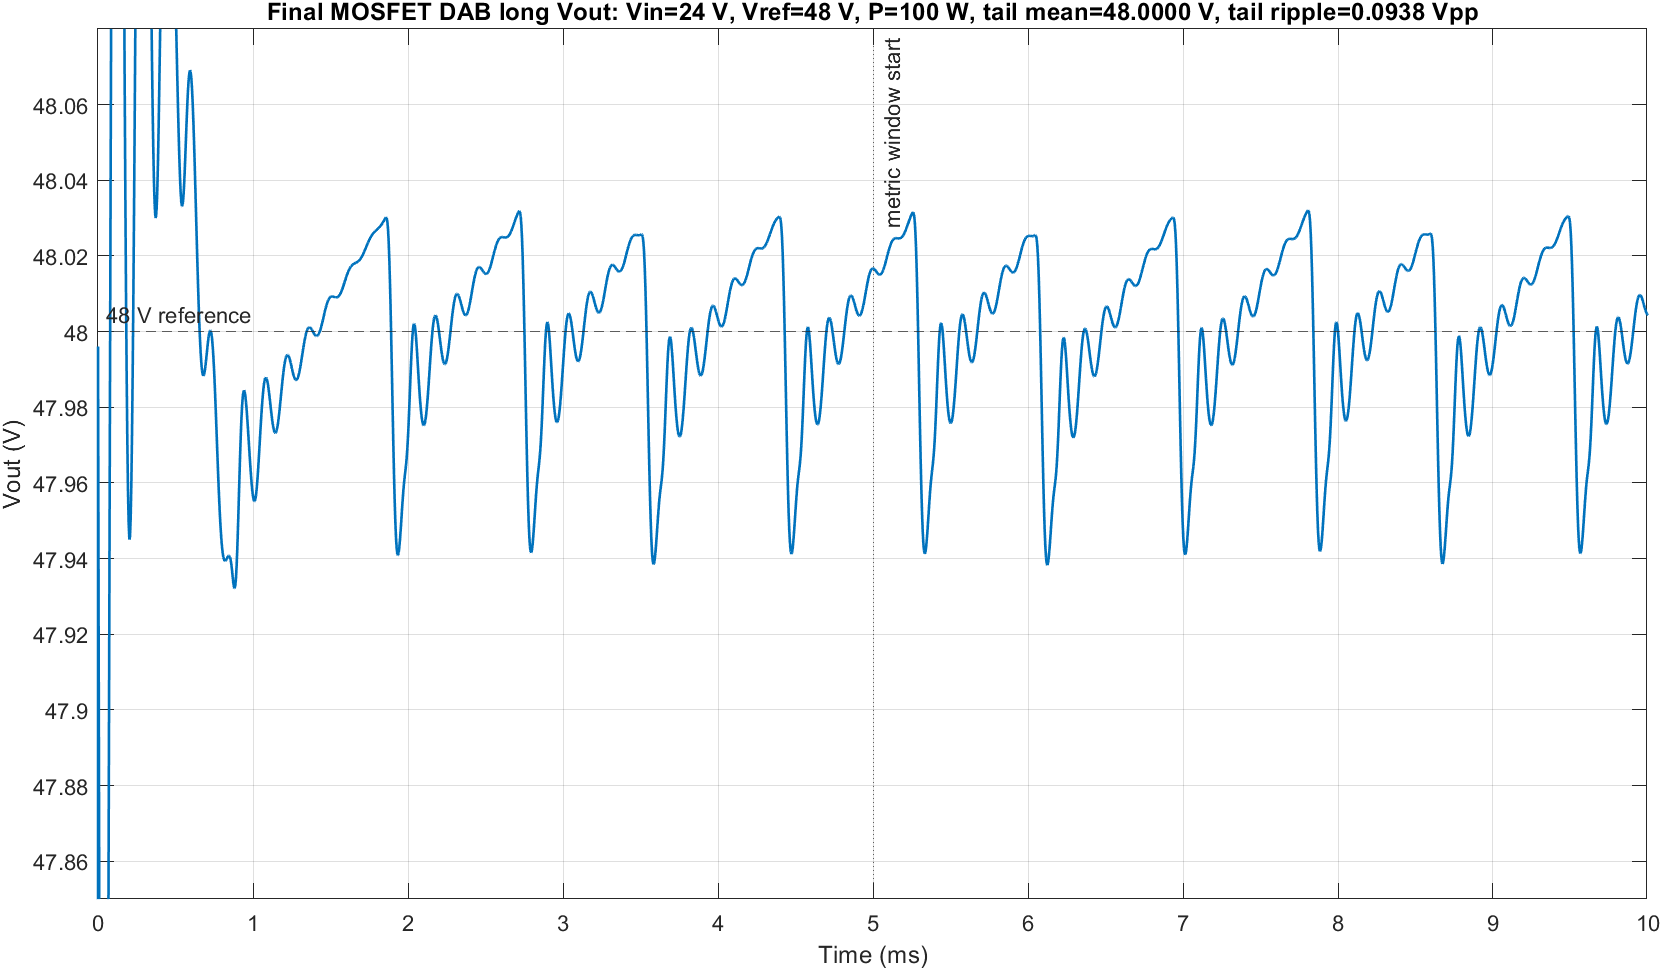 Final MOSFET DAB long Vout: Vin=24 V, Vref=48 V, P=100 W, tail mean=48.0000 V, tail ripple=0.0938 Vpp
metric window start
48.06
48.04
48.02
48 V reference
48
47.98
47.96
47.94
47.92
47.9
47.88
47.86
Vout (V)
0 1 2 3 4 5 6 7 8 9 10
Time (ms)